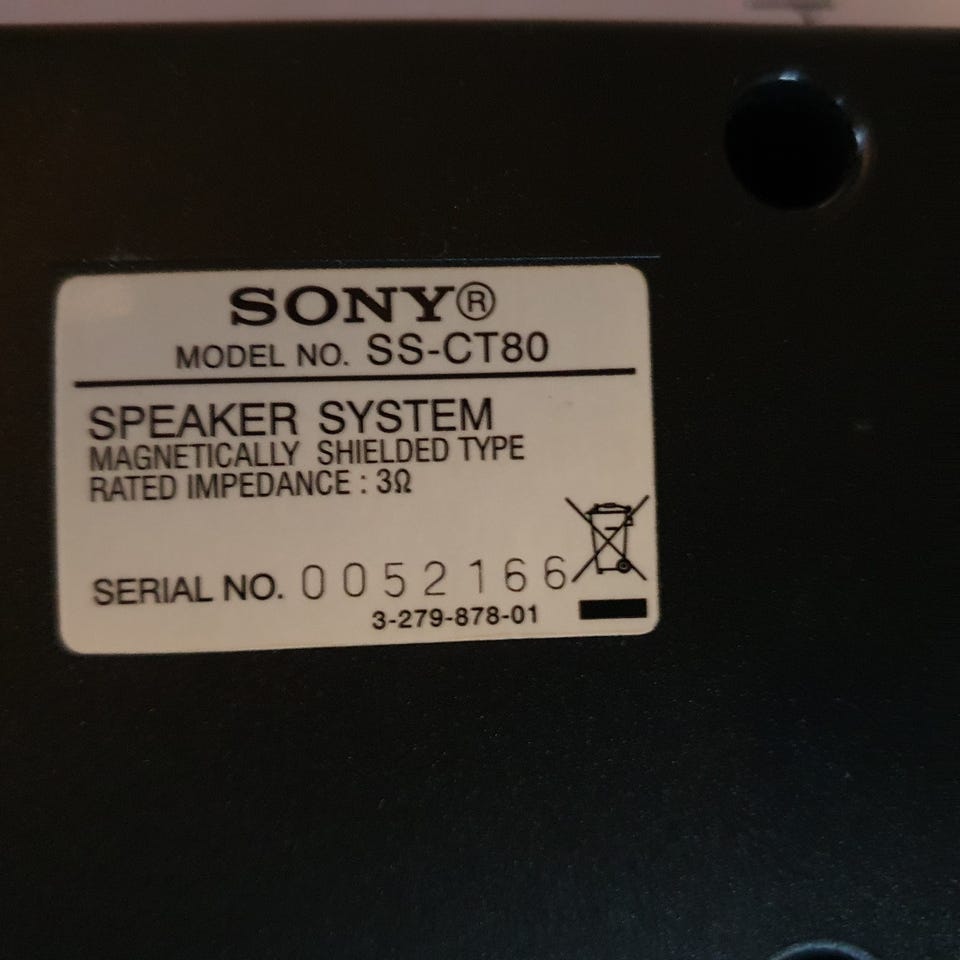 SONY®
MODEL NO. SS-CT80
SPEAKER SYSTEM
MAGNETICALLY SHIELDED TYPE
RATED IMPEDANCE : 3Ω
SERIAL NO. 0052166
3-279-878-01